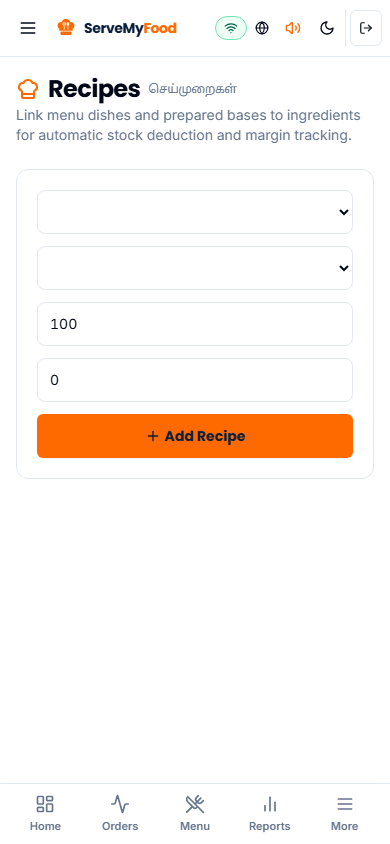 ServeMyFood
Recipes செய்முறைகள்
Link menu dishes and prepared bases to ingredients
for automatic stock deduction and margin tracking.
100
0
+ Add Recipe
Home Orders Menu Reports More